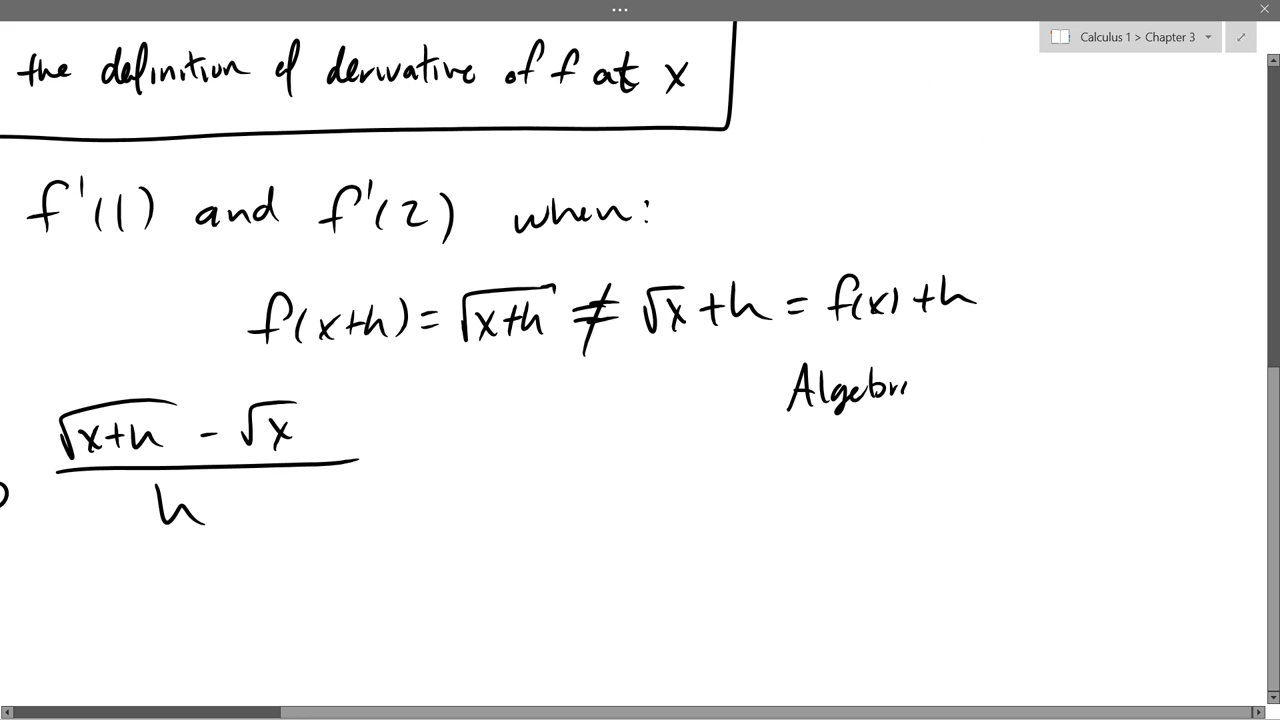 Calculus 1 > Chapter 3
the definition of derivative of f at x
f'(1) and f'(2) when:
f(x+h) = √(x+h) ≠ √x + h = f(x) + h
Algebr
√(x+h) - √x
h